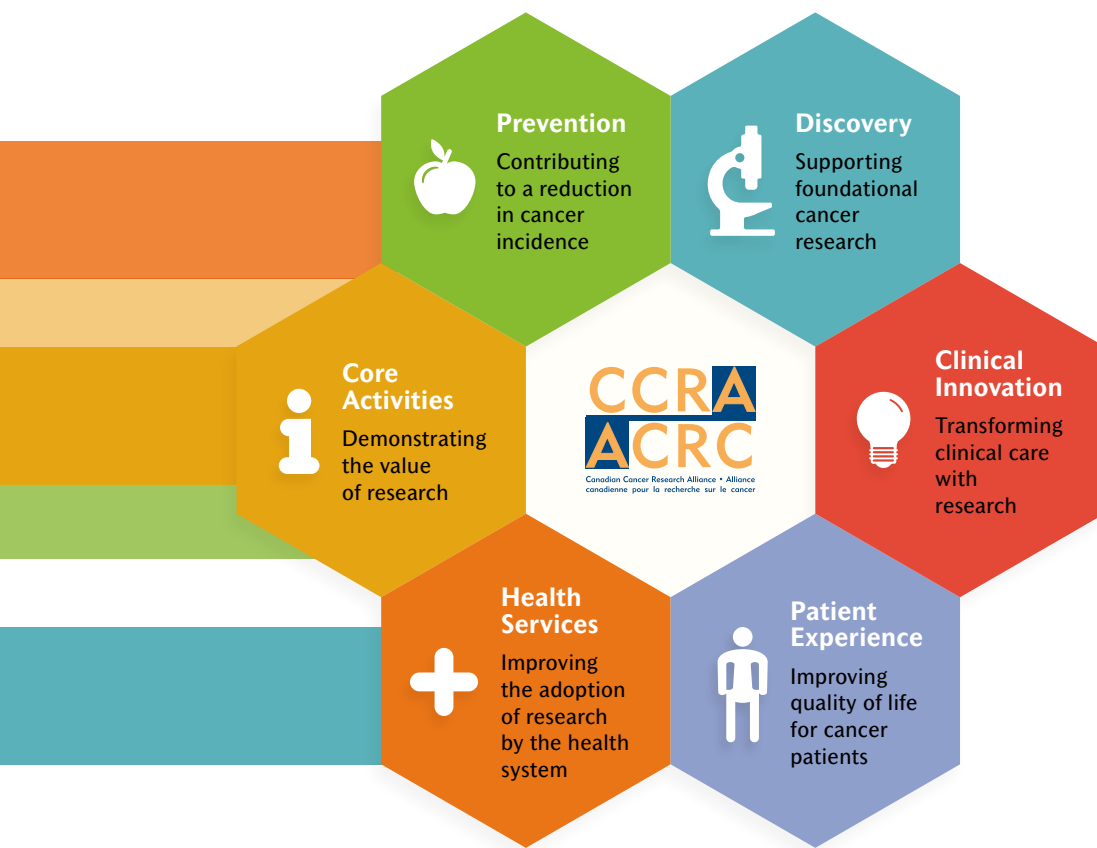 Prevention
Contributing
to a reduction
in cancer
incidence
Discovery
Supporting
foundational
cancer
research
Core
Activities
Demonstrating
the value
of research
CCRA
ACRC
Canadian Cancer Research Alliance • Alliance
canadienne pour la recherche sur le cancer
Clinical
Innovation
Transforming
clinical care
with
research
Health
Services
Improving
the adoption
of research
by the health
system
Patient
Experience
Improving
quality of life
for cancer
patients